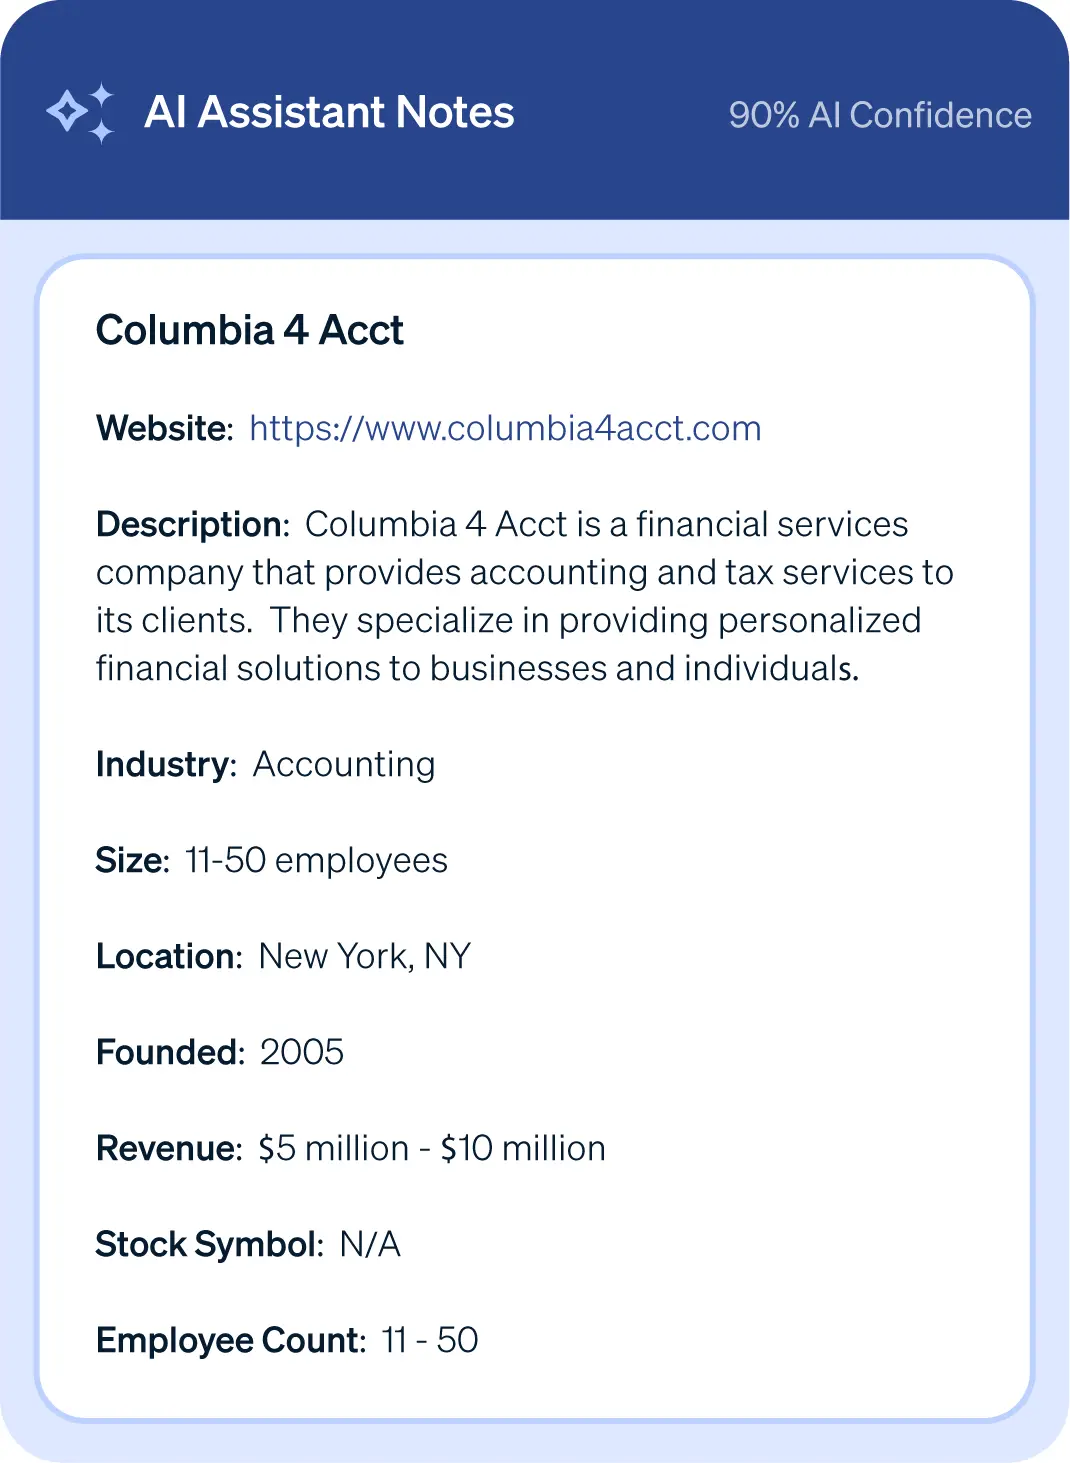 AI Assistant Notes
90% AI Confidence
Columbia 4 Acct
Website: https://www.columbia4acct.com
Description: Columbia 4 Acct is a financial services
company that provides accounting and tax services to
its clients. They specialize in providing personalized
financial solutions to businesses and individuals.
Industry: Accounting
Size: 11-50 employees
Location: New York, NY
Founded: 2005
Revenue: $5 million - $10 million
Stock Symbol: N/A
Employee Count: 11 - 50